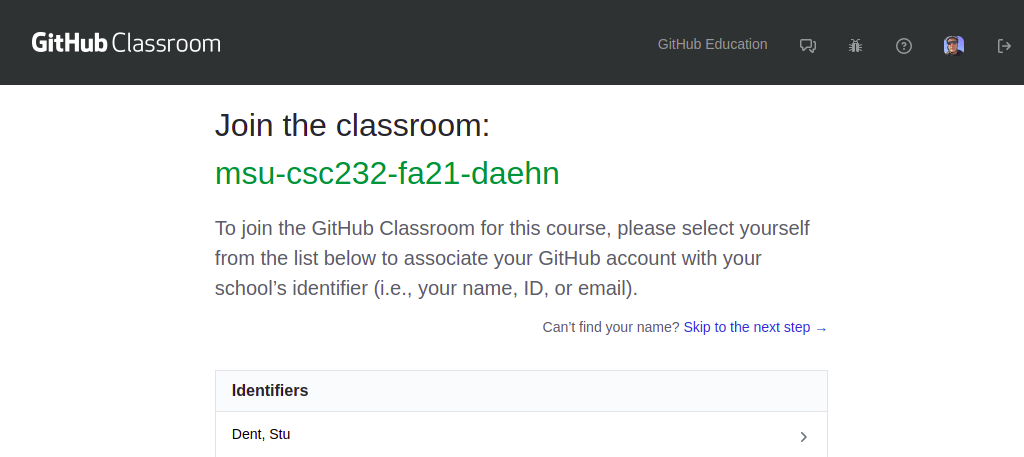 GitHub Classroom
GitHub Education
Join the classroom:
msu-csc232-fa21-daehn
To join the GitHub Classroom for this course, please select yourself
from the list below to associate your GitHub account with your
school’s identifier (i.e., your name, ID, or email).
Can’t find your name? Skip to the next step →
Identifiers
Dent, Stu